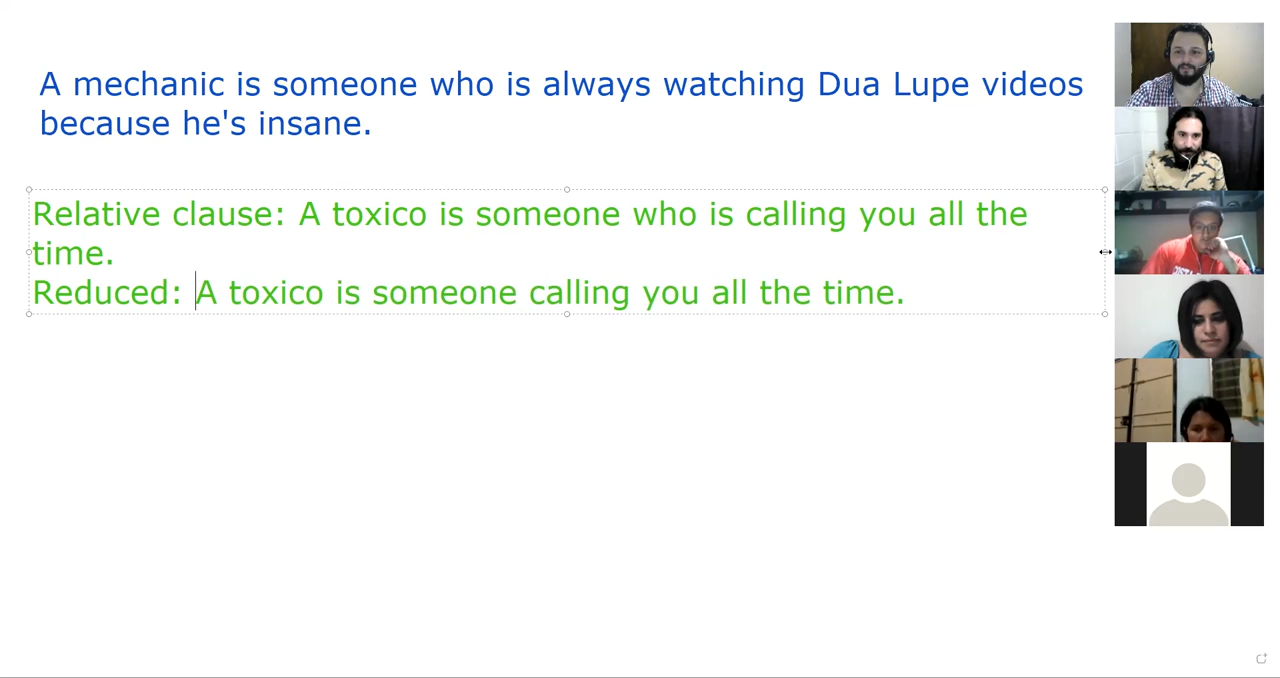 A mechanic is someone who is always watching Dua Lupe videos
because he's insane.
Relative clause: A toxico is someone who is calling you all the
time.
Reduced: A toxico is someone calling you all the time.